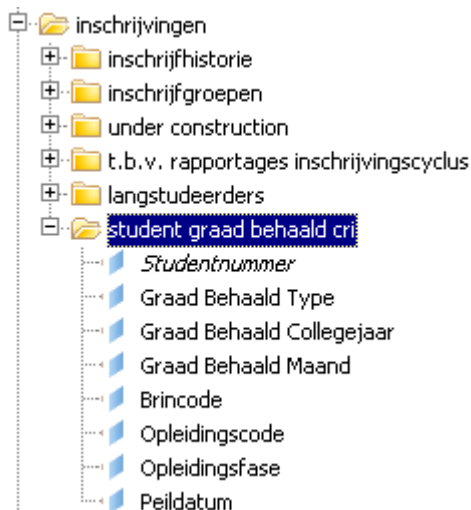 inschrijvingen
inschrijfhistorie
inschrijfgroepen
under construction
t.b.v. rapportages inschrijvingscyclus
langstudeerders
student graad behaald cri
Studentnummer
Graad Behaald Type
Graad Behaald Collegejaar
Graad Behaald Maand
Brincode
Opleidingscode
Opleidingsfase
Peildatum